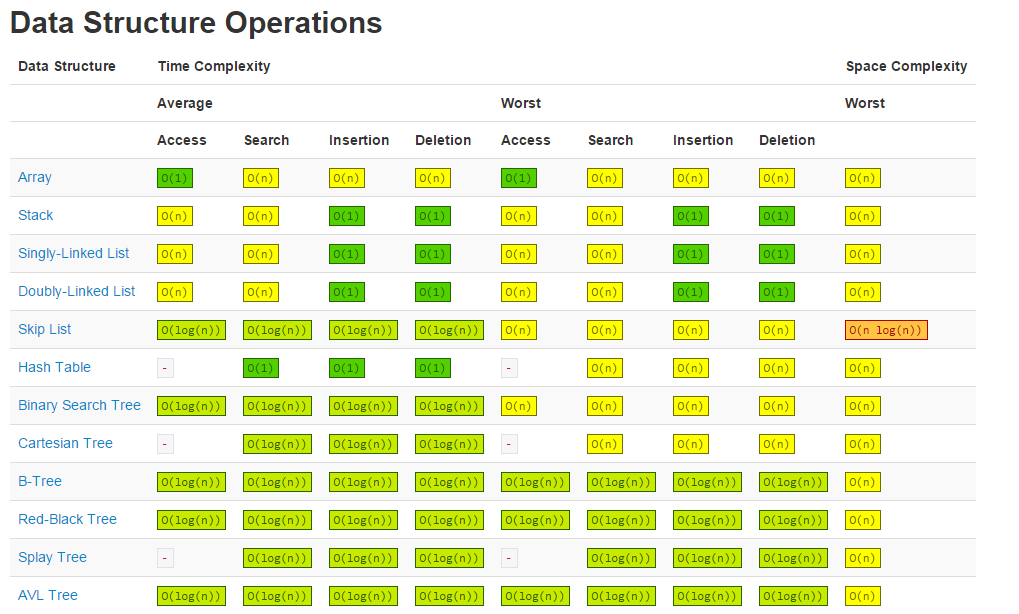 Data Structure Operations
Data Structure Time Complexity Space Complexity
Average Worst Worst
Access Search Insertion Deletion Access Search Insertion Deletion
Array O(1) O(n) O(n) O(n) O(1) O(n) O(n) O(n) O(n)
Stack O(n) O(n) O(1) O(1) O(n) O(n) O(1) O(1) O(n)
Singly-Linked List O(n) O(n) O(1) O(1) O(n) O(n) O(1) O(1) O(n)
Doubly-Linked List O(n) O(n) O(1) O(1) O(n) O(n) O(1) O(1) O(n)
Skip List O(log(n)) O(log(n)) O(log(n)) O(log(n)) O(n) O(n) O(n) O(n) O(n log(n))
Hash Table - O(1) O(1) O(1) - O(n) O(n) O(n) O(n)
Binary Search Tree O(log(n)) O(log(n)) O(log(n)) O(log(n)) O(n) O(n) O(n) O(n) O(n)
Cartesian Tree - O(log(n)) O(log(n)) O(log(n)) - O(n) O(n) O(n) O(n)
B-Tree O(log(n)) O(log(n)) O(log(n)) O(log(n)) O(log(n)) O(log(n)) O(log(n)) O(log(n)) O(n)
Red-Black Tree O(log(n)) O(log(n)) O(log(n)) O(log(n)) O(log(n)) O(log(n)) O(log(n)) O(log(n)) O(n)
Splay Tree - O(log(n)) O(log(n)) O(log(n)) - O(log(n)) O(log(n)) O(log(n)) O(n)
AVL Tree O(log(n)) O(log(n)) O(log(n)) O(log(n)) O(log(n)) O(log(n)) O(log(n)) O(log(n)) O(n)